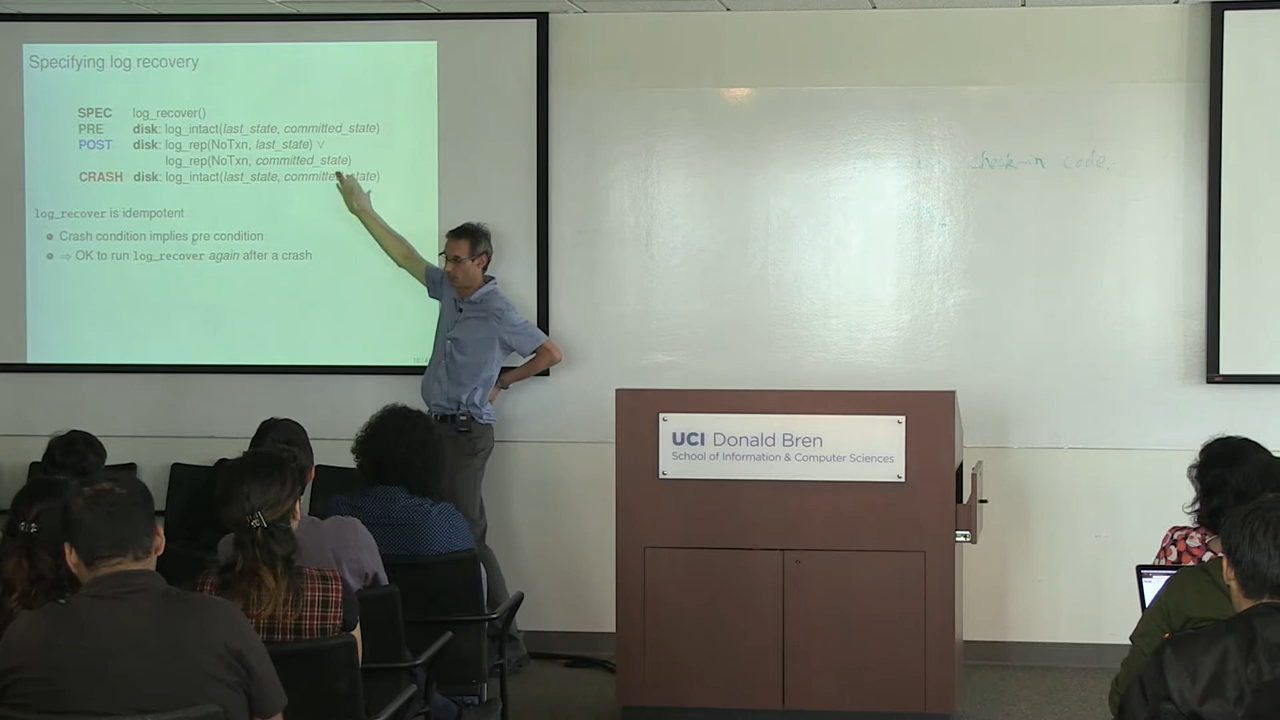 Specifying log recovery
SPEC log_recover()
PRE disk: log_intact(last_state, committed_state)
POST disk: log_rep(NoTxn, last_state) ∨
log_rep(NoTxn, committed_state)
CRASH disk: log_intact(last_state, committed_state)
log_recover is idempotent
Crash condition implies pre condition
⇒ OK to run log_recover again after a crash
check-in code.
UCI Donald Bren
School of Information & Computer Sciences